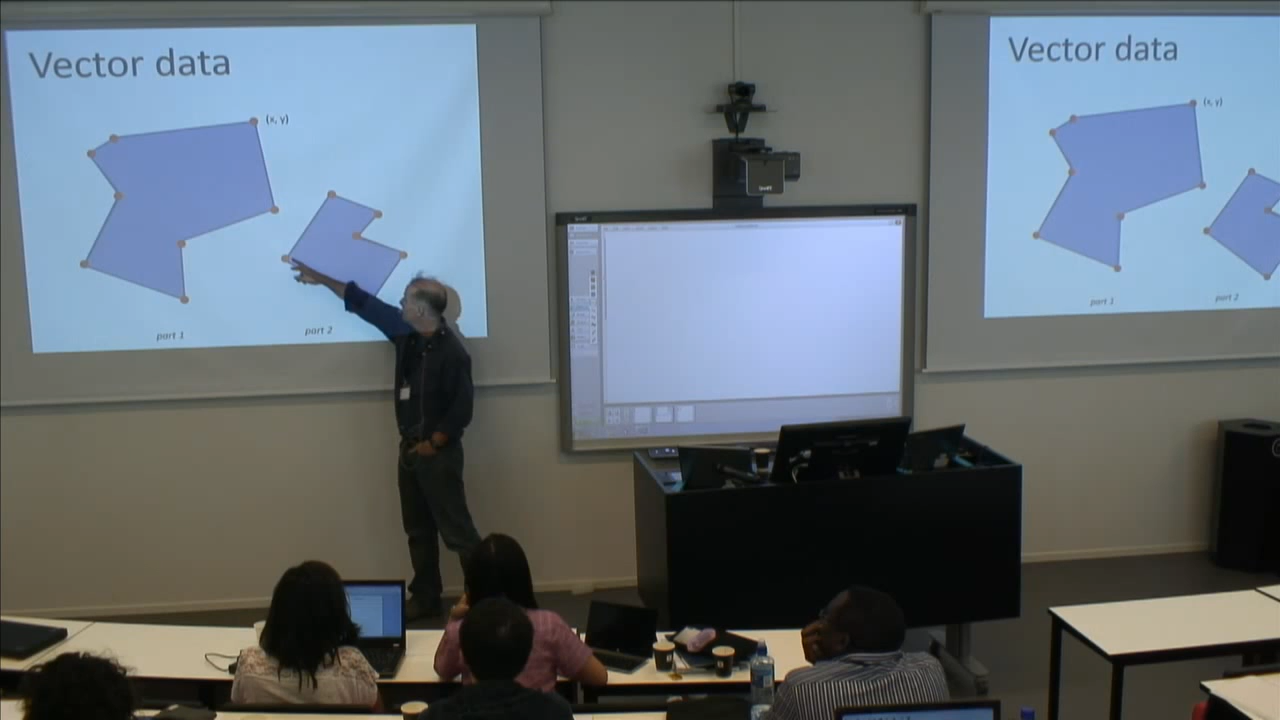 Vector data
(x, y)
part 1
part 2
Vector data
(x, y)
part 1
part 2